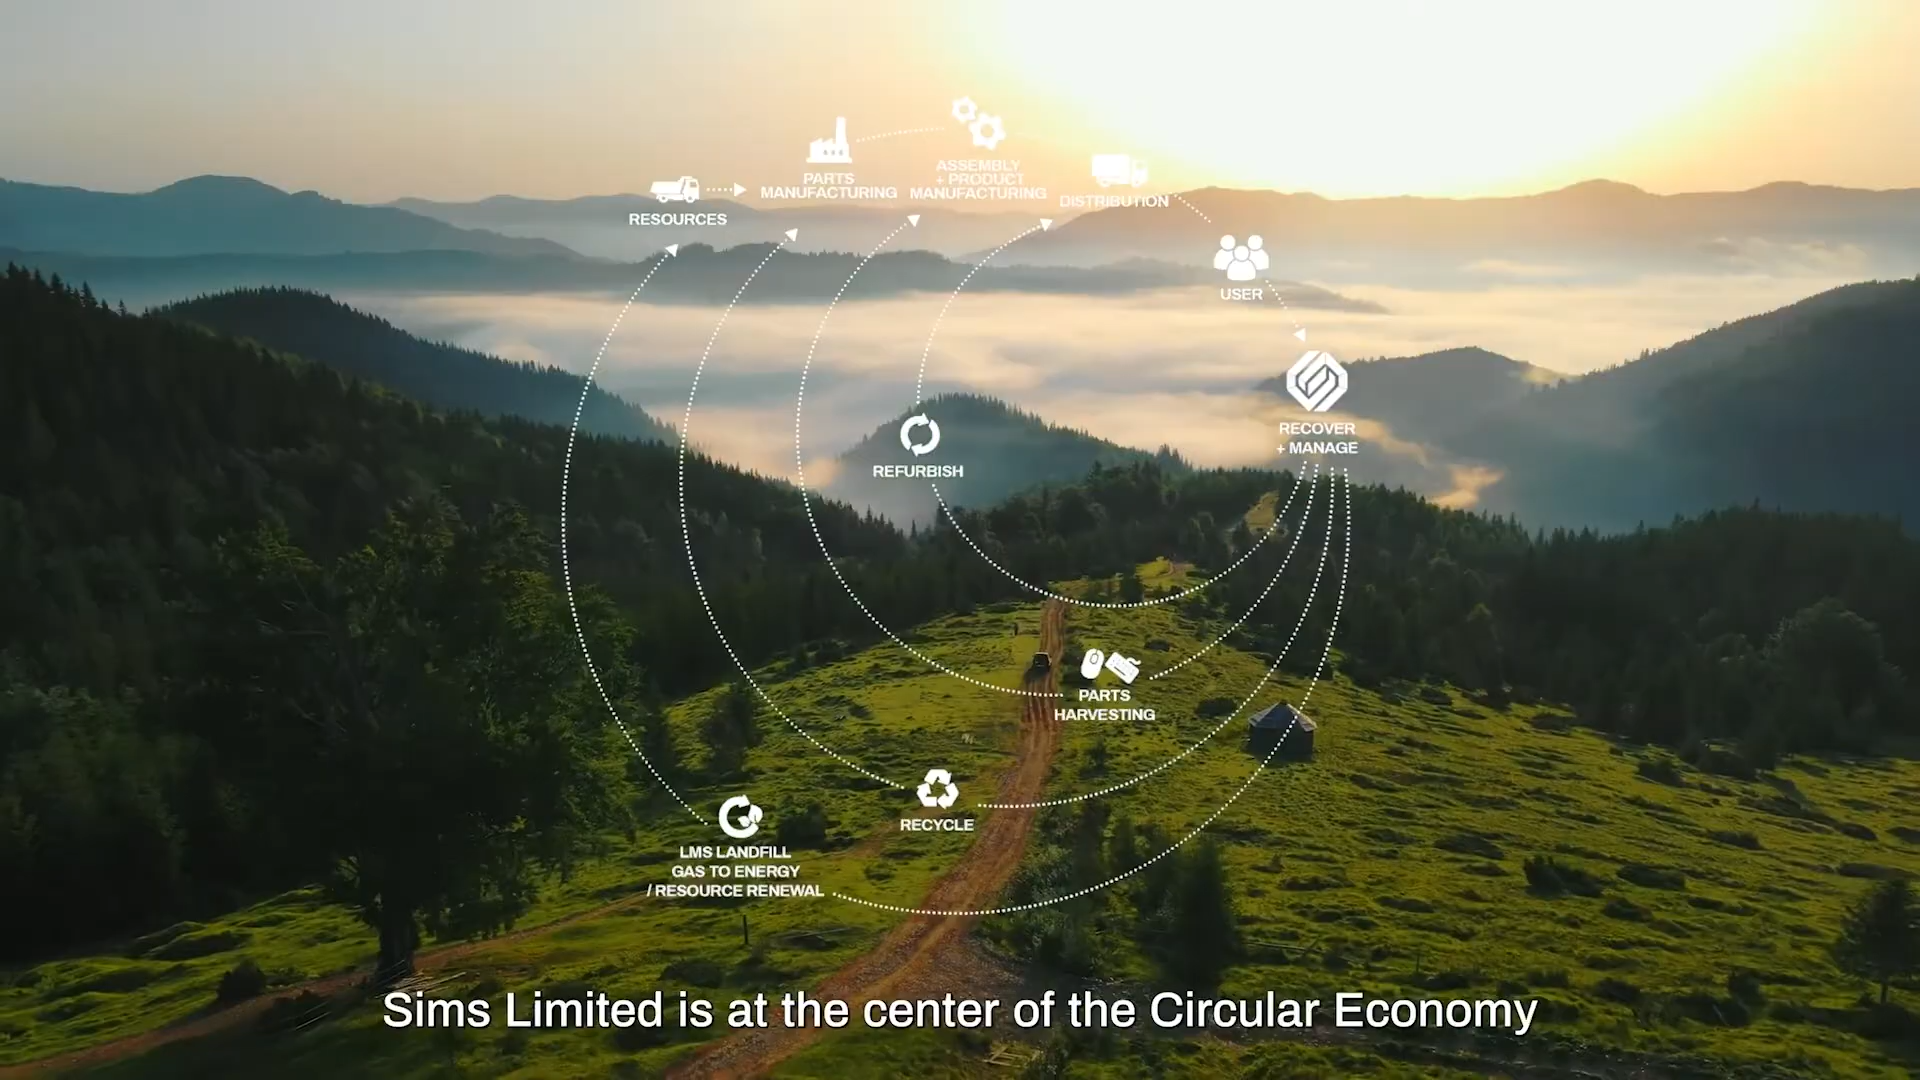 RESOURCES
PARTS
MANUFACTURING
ASSEMBLY
+ PRODUCT
MANUFACTURING
DISTRIBUTION
USER
RECOVER
+ MANAGE
REFURBISH
PARTS
HARVESTING
RECYCLE
LMS LANDFILL
GAS TO ENERGY
/ RESOURCE RENEWAL
Sims Limited is at the center of the Circular Economy